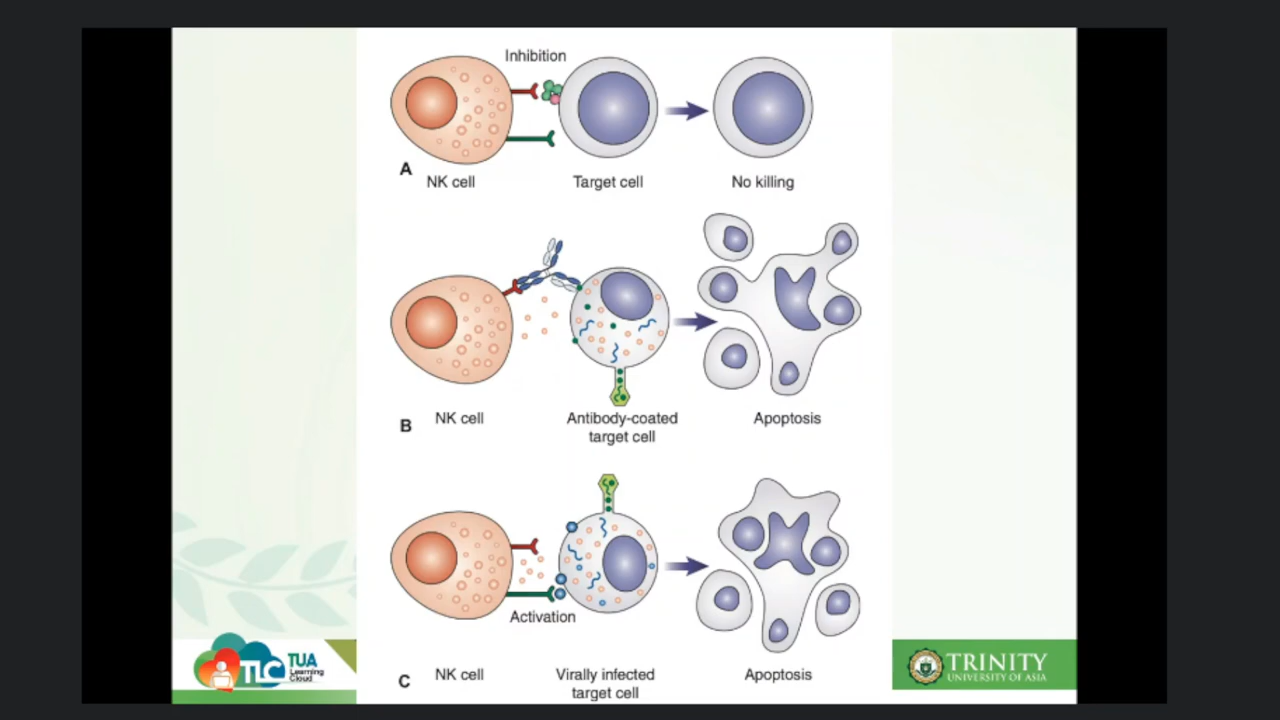 Inhibition
A
NK cell
Target cell
No killing
B
NK cell
Antibody-coated
target cell
Apoptosis
Activation
C
NK cell
Virally infected
target cell
Apoptosis
TLC
TUA
Learning
Cloud
TRINITY
UNIVERSITY OF ASIA